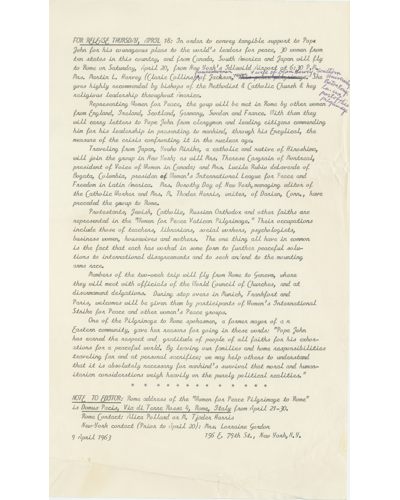 FOR RELEASE THURSDAY, APRIL 18: In order to convey tangible support to Pope
John for his courageous plans to the world's leaders for peace, 30 women from
ten states in this country, and from Canada, South America and Japan will fly
to Rome on Saturday, April 20, from New York's Idlewild Airport at 6:30 P.M.
Mrs. Martin L. Harvey (Clarie Collins) of Jackson, She
goes highly recommended by bishops of the Methodist & Catholic Church & key
religious leadership throughout America.
Representing Women for Peace, the group will be met in Rome by other women
from England, Ireland, Scotland, Germany, Sweden and France. With them they
will carry letters to Pope John from clergymen and leading citizens commending
him for his leadership in presenting to mankind, through his Encyclical, the
measure of the crisis confronting it in the nuclear age.
Traveling from Japan, a catholic and native of Hiroshima,
will join the group in New York; as will Mrs. Therese Casgrain of Montreal,
president of Voice of Women in Canada; and Mrs. Lucila Rubio de Laverde of
Bogota, Columbia, president of Women's International League for Peace and
Freedom in Latin America. Mrs. Dorothy Day of New York, managing editor of
the Catholic Worker and Mrs. M. Thoder Harris, writer, of Darien, Conn., have
preceded the group to Rome.
Protestants, Jewish, Catholic, Russian Orthodox and other faiths are
represented in the "Women for Peace Vatican Pilgrimage." Their occupations
include those of teachers, librarians, social workers, psychologists,
business women, housewives and mothers. The one thing all have in common
is the fact that each has worked in some form to further peaceful solu-
tions to international disagreements and to seek an end to the mounting
arms race.
Members of the two-week trip will fly from Rome to Geneva, where
they will meet with officials of the World Council of Churches, and at
disarmament delegations. During stop overs in Munich, Frankfort and
Paris, welcomes will be given them by participants of Women's International
Strike for Peace and other women's Peace groups.
One of the Pilgrimage to Rome spokesman, a former mayor of a n
Eastern community, gave her reasons for going in these words: "Pope John
has earned the respect and, gratitude of people of all faiths for his exhor-
tations for a peaceful world. By leaving our families and home responsibilities
traveling far and at personal sacrifice; we may help others to understand
that it is absolutely necessary for mankind's survival that moral and human-
itarian considerations weigh heavily on the purely political realities."
* * * * * * * * * * * * *
NOTE TO EDITOR: Rome address of the "Women for Peace Pilgrimage to Rome"
is Domus Pacis, Via di Torre Rossa 4, Rome, Italy from April 21-30.
Rome Contact: Alice Pollard or M. Tjader Harris
New York contact (Prior to April 20): Mrs. Lorraine Gordon
9 April 1963 156 E. 79th St., New York, N.Y.